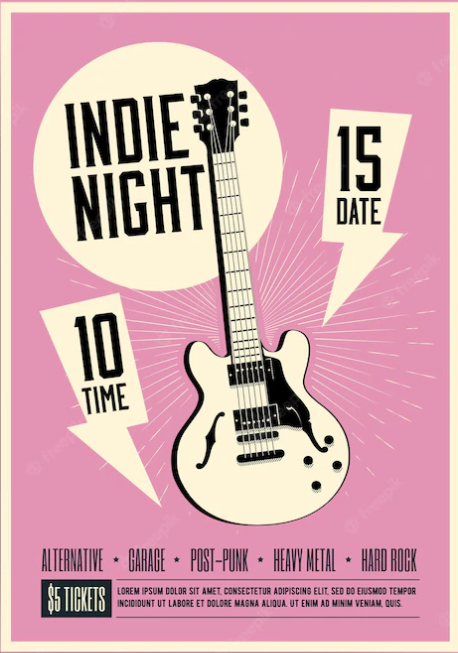 INDIE
NIGHT
15
DATE
10
TIME
ALTERNATIVE ★ GARAGE ★ POST-PUNK ★ HEAVY METAL ★ HARD ROCK
$5 TICKETS
LOREM IPSUM DOLOR SIT AMET, CONSECTETUR ADIPISCING ELIT, SED DO EIUSMOD TEMPOR
INCIDIDUNT UT LABORE ET DOLORE MAGNA ALIQUA. UT ENIM AD MINIM VENIAM, QUIS.